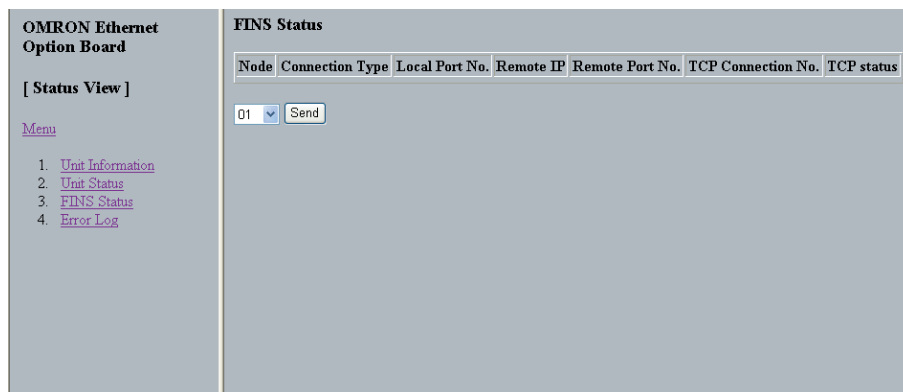 OMRON Ethernet
Option Board
[ Status View ]
Menu
1. Unit Information
2. Unit Status
3. FINS Status
4. Error Log
FINS Status
Node Connection Type Local Port No. Remote IP Remote Port No. TCP Connection No. TCP status
01 Send